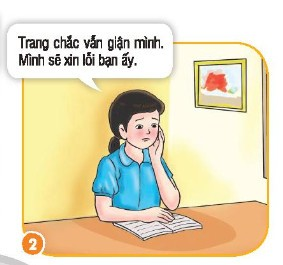 Trang chắc vẫn giận mình.
Mình sẽ xin lỗi bạn ấy.
2